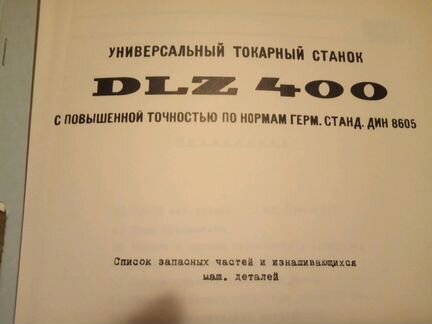 УНИВЕРСАЛЬНЫЙ ТОКАРНЫЙ СТАНОК
DLZ 400
С ПОВЫШЕННОЙ ТОЧНОСТЬЮ ПО НОРМАМ ГЕРМ. СТАНД. ДИН 8605
Список запасных частей и изнашивающихся
маш. деталей